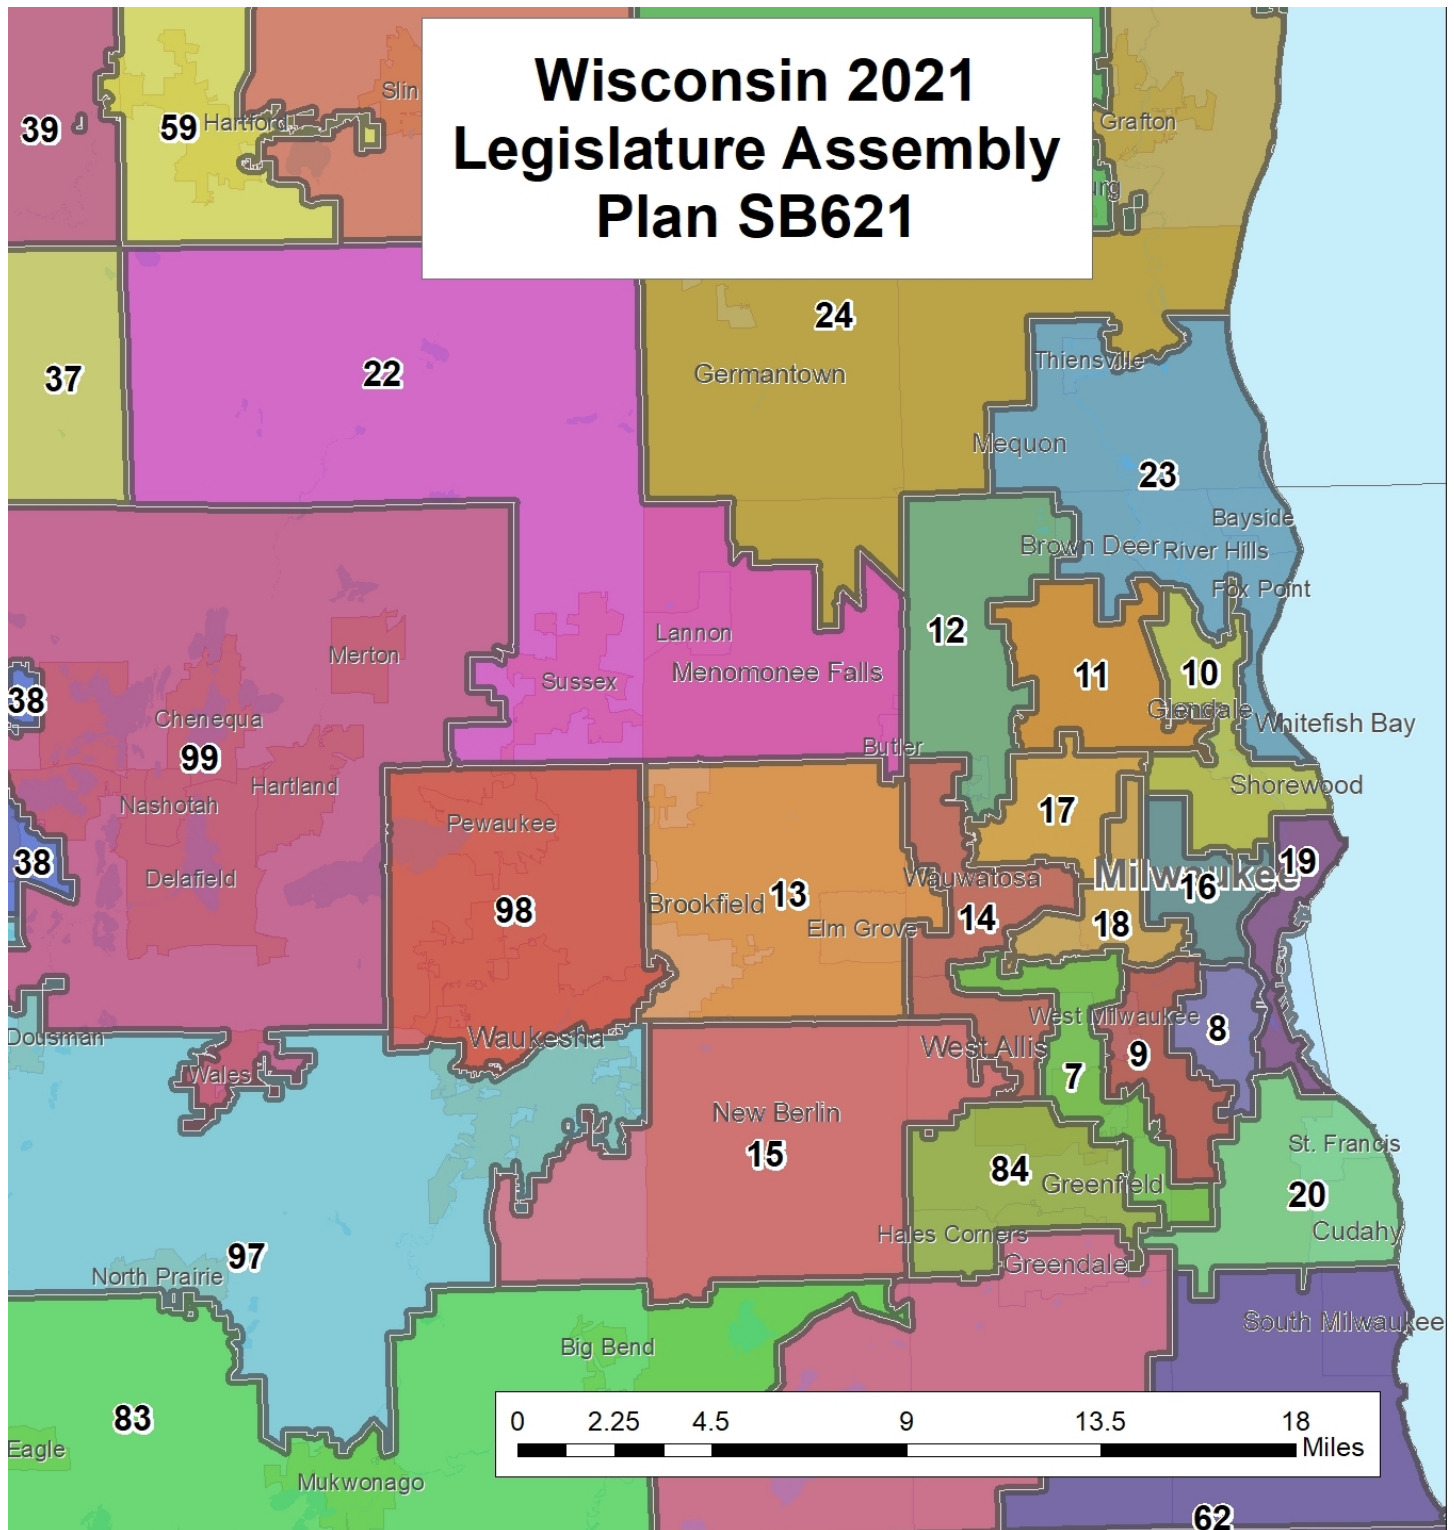 Wisconsin 2021
Legislature Assembly
Plan SB621
Slin
39
59
Hartford
Grafton
urg
24
37
22
Germantown
Thiensville
Mequon
23
Bayside
Brown Deer
River Hills
Fox Point
12
Lannon
Merton
Menomonee Falls
11
10
Sussex
38
Chenequa
Glendale
Whitefish Bay
99
Butler
Hartland
Shorewood
Nashotah
17
Pewaukee
38
19
Delafield
Wauwatosa
Milwaukee
16
98
Brookfield
13
14
18
Elm Grove
Dousman
Waukesha
West Milwaukee
8
West Allis
9
Wales
7
New Berlin
15
St. Francis
84
Greenfield
20
Hales Corners
Cudahy
97
Greendale
North Prairie
South Milwaukee
Big Bend
83
0 2.25 4.5 9 13.5 18
Miles
Eagle
Mukwonago
62